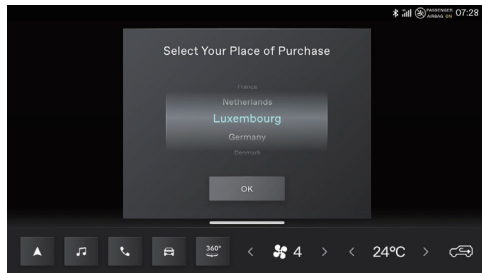 PASSENGER
AIRBAG ON
07:28
Select Your Place of Purchase
France
Netherlands
Luxembourg
Germany
Denmark
OK
360°
4
24°C